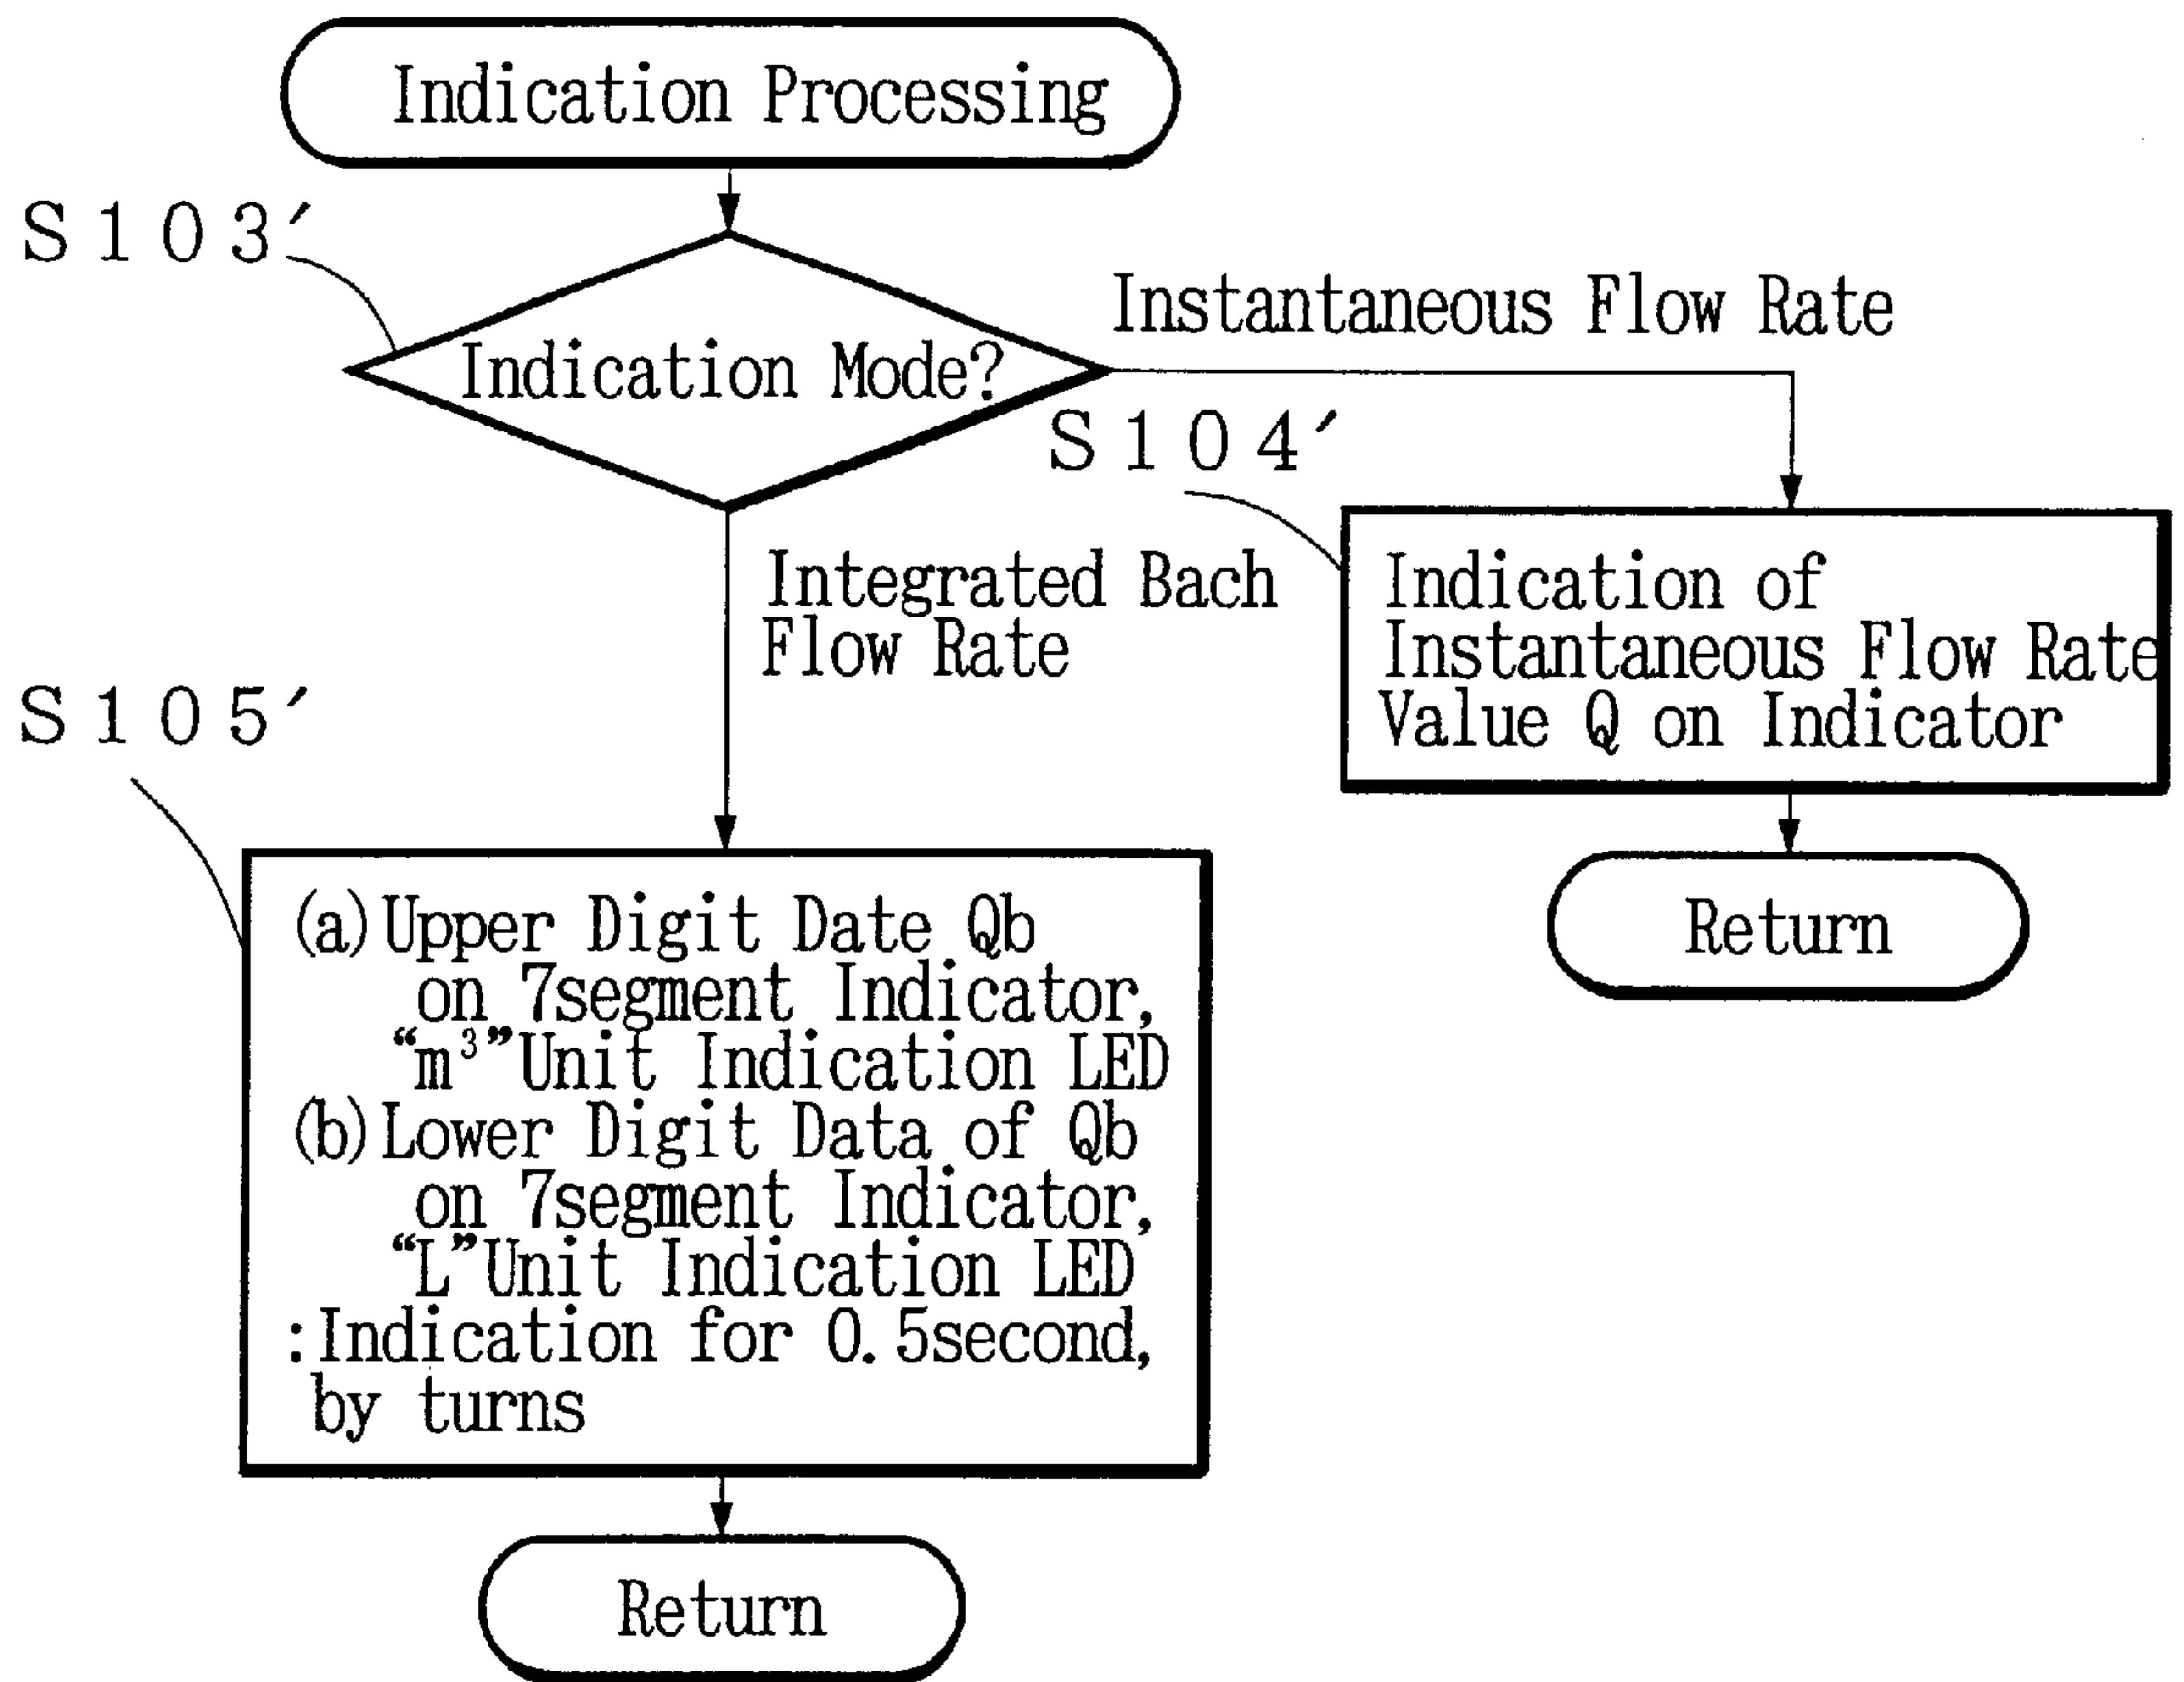 Indication Processing
S103′
Instantaneous Flow Rate
Indication Mode?
S104′
Integrated Bach
Flow Rate
Indication of
Instantaneous Flow Rate
Value Q on Indicator
S105′
Return
(a)Upper Digit Date Qb
on 7segment Indicator,
“m³”Unit Indication LED
(b)Lower Digit Data of Qb
on 7segment Indicator,
“L”Unit Indication LED
:Indication for 0.5second,
by turns
Return